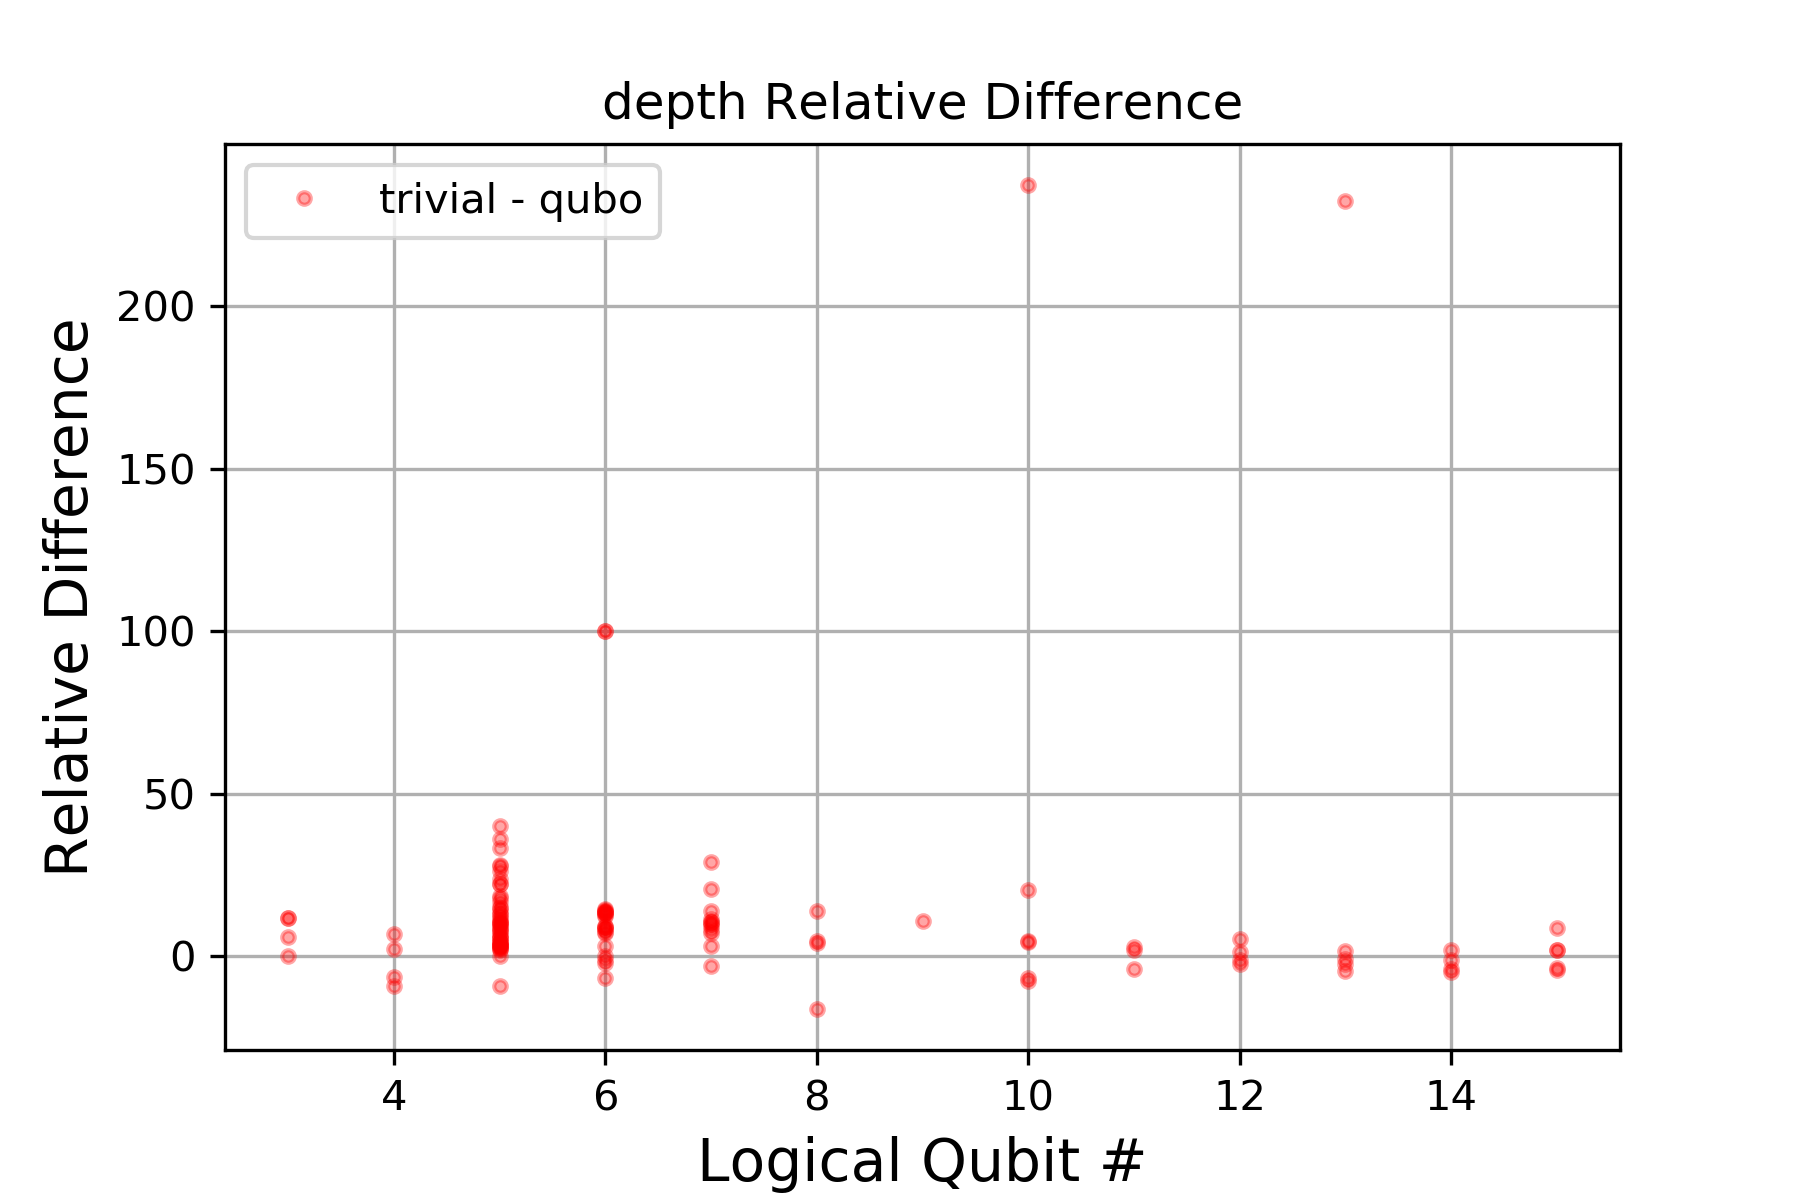 depth Relative Difference
trivial - qubo
Relative Difference
200
150
100
50
0
4 6 8 10 12 14
Logical Qubit #